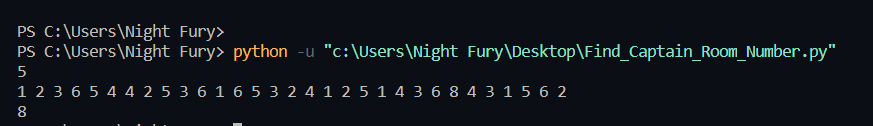 PS C:\Users\Night Fury>
PS C:\Users\Night Fury> python -u "c:\Users\Night Fury\Desktop\Find_Captain_Room_Number.py"
5
1 2 3 6 5 4 4 2 5 3 6 1 6 5 3 2 4 1 2 5 1 4 3 6 8 4 3 1 5 6 2
8